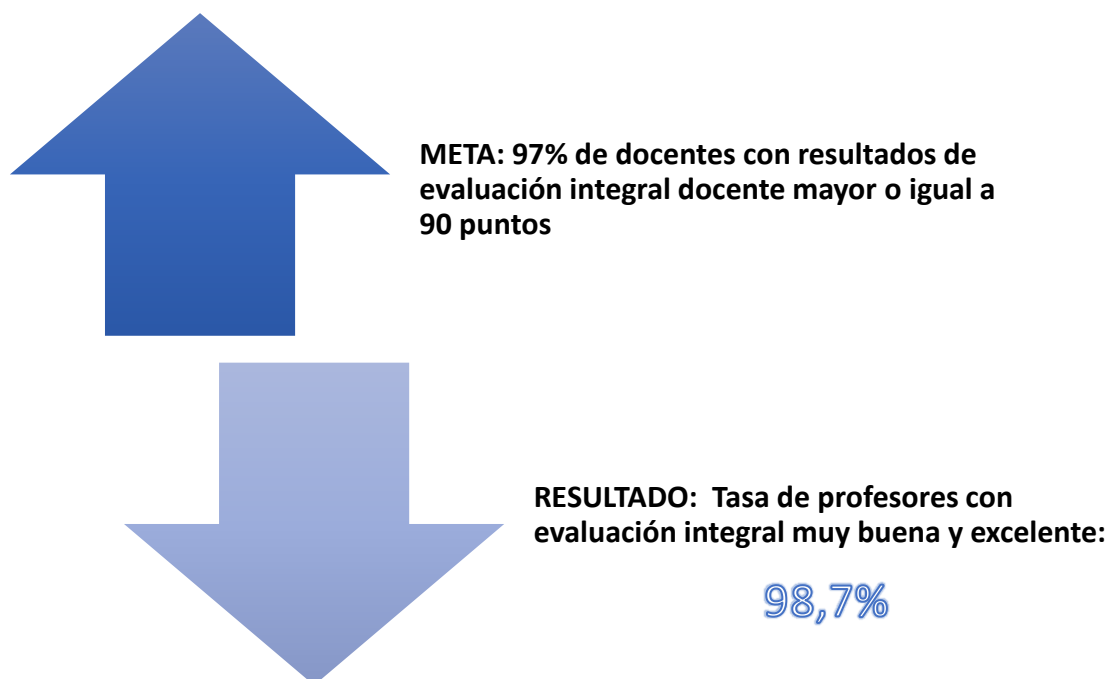 META: 97% de docentes con resultados de
evaluación integral docente mayor o igual a
90 puntos
RESULTADO:  Tasa de profesores con
evaluación integral muy buena y excelente:
98,7%